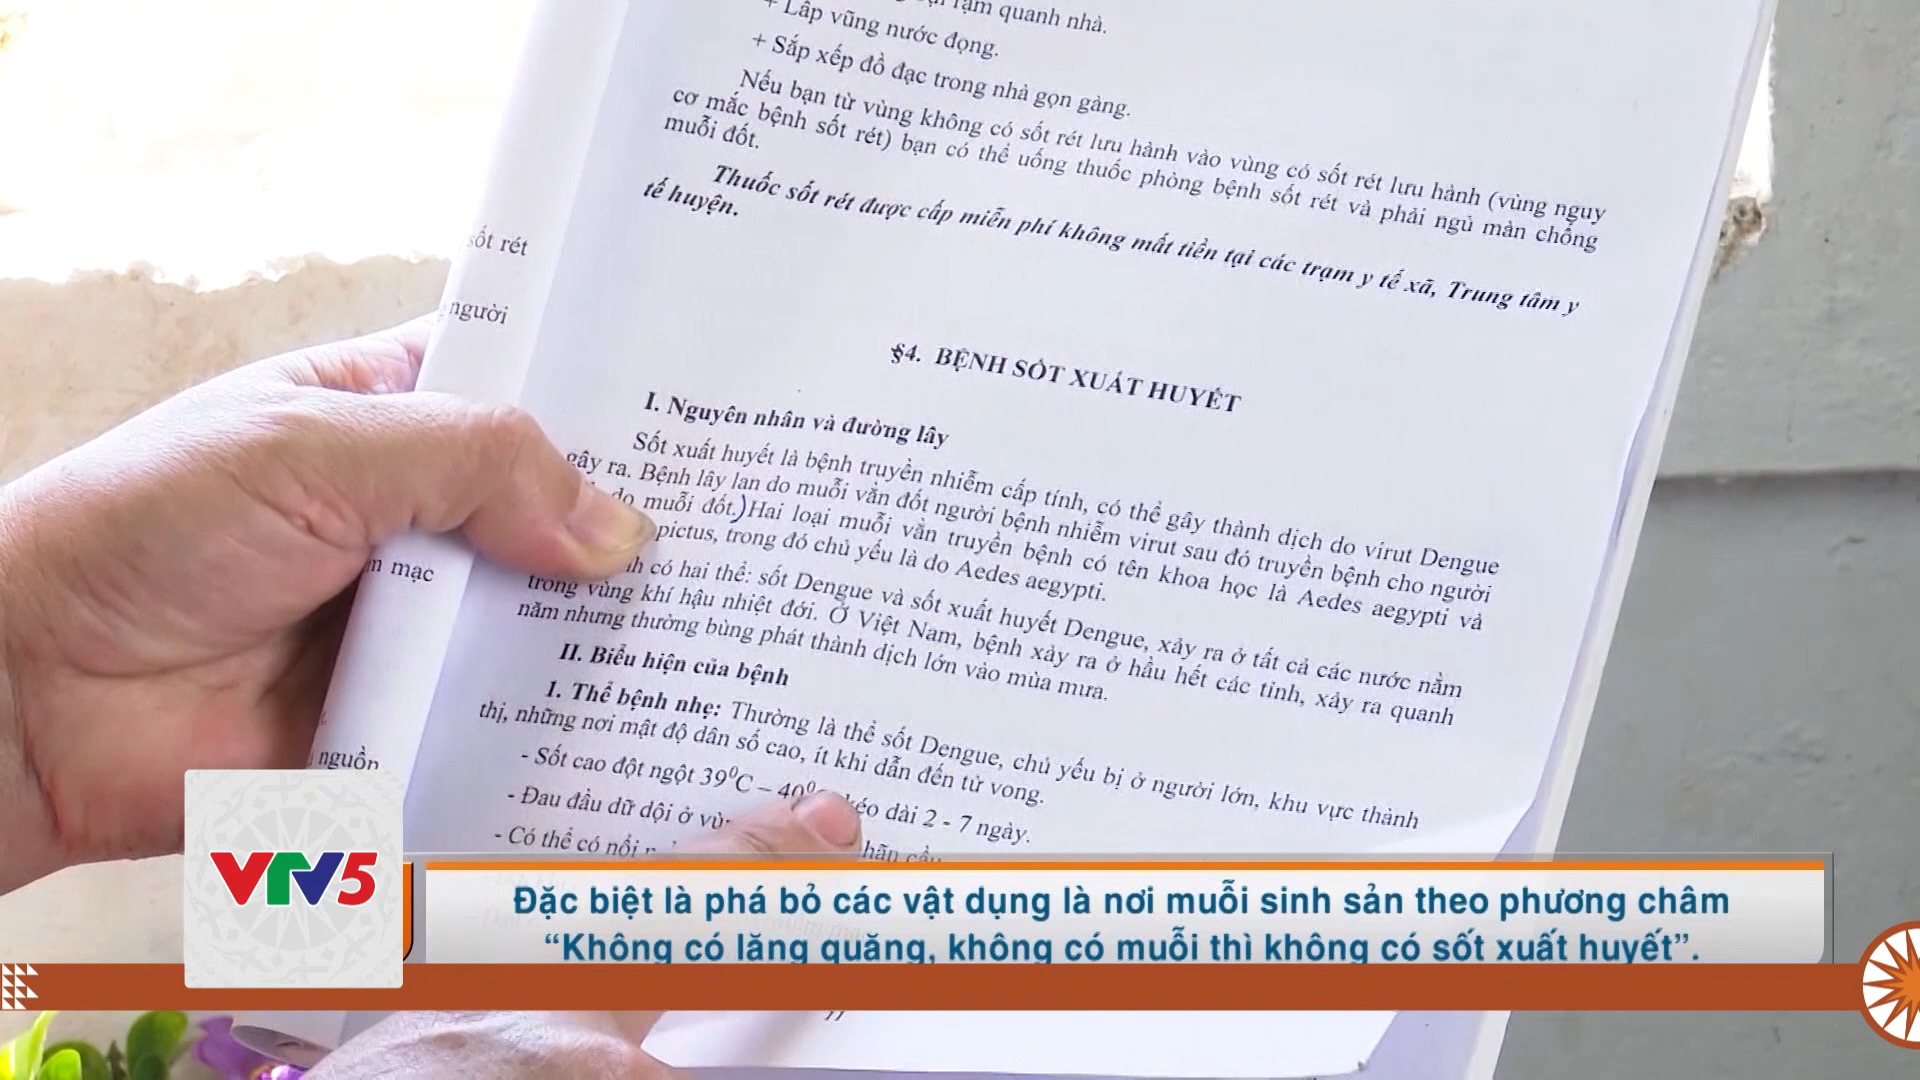 quanh nhà.
+ Lấp vũng nước đọng.
+ Sắp xếp đồ đạc trong nhà gọn gàng.
Nếu bạn từ vùng không có sốt rét lưu hành vào vùng có sốt rét lưu hành (vùng nguy
cơ mắc bệnh sốt rét) bạn có thể uống thuốc phòng bệnh sốt rét và phải ngủ màn chống
muỗi đốt.
Thuốc sốt rét được cấp miễn phí không mất tiền tại các trạm y tế xã, Trung tâm y
tế huyện.
sốt rét
người
§4. BỆNH SỐT XUẤT HUYẾT
I. Nguyên nhân và đường lây
Sốt xuất huyết là bệnh truyền nhiễm cấp tính, có thể gây thành dịch do virut Dengue
gây ra. Bệnh lây lan do muỗi vằn đốt người bệnh nhiễm virut sau đó truyền bệnh cho người
do muỗi đốt.) Hai loại muỗi vằn truyền bệnh có tên khoa học là Aedes aegypti và
pictus, trong đó chủ yếu là do Aedes aegypti.
có hai thể: sốt Dengue và sốt xuất huyết Dengue, xảy ra ở tất cả các nước nằm
trong vùng khí hậu nhiệt đới. Ở Việt Nam, bệnh xảy ra ở hầu hết các tỉnh, xảy ra quanh
năm nhưng thường bùng phát thành dịch lớn vào mùa mưa.
mạc
II. Biểu hiện của bệnh
1. Thể bệnh nhẹ: Thường là thể sốt Dengue, chủ yếu bị ở người lớn, khu vực thành
thị, những nơi mật độ dân số cao, ít khi dẫn đến tử vong.
nguồn
- Sốt cao đột ngột 39⁰C – 40⁰ kéo dài 2 - 7 ngày.
- Đau đầu dữ dội ở
- Có thể có nổi
VTV5
Đặc biệt là phá bỏ các vật dụng là nơi muỗi sinh sản theo phương châm
“Không có lăng quăng, không có muỗi thì không có sốt xuất huyết”.